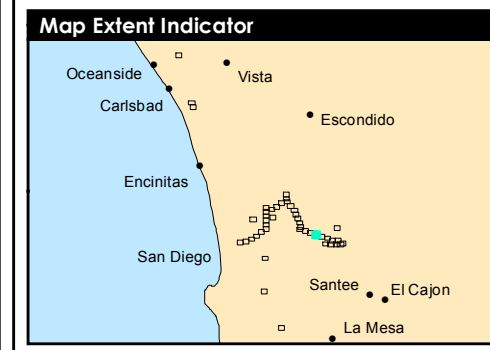 Map Extent Indicator
Oceanside
Vista
Carlsbad
Escondido
Encinitas
San Diego
Santee
El Cajon
La Mesa